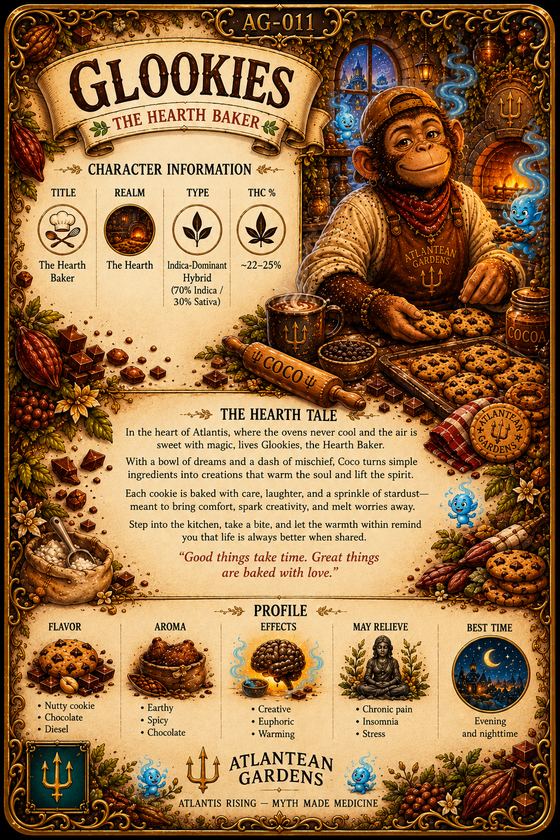 AG-011
GLOOKIES
THE HEARTH BAKER
CHARACTER INFORMATION
TITLE
The Hearth
Baker
REALM
The Hearth
TYPE
Indica-Dominant
Hybrid
(70% Indica /
30% Sativa)
THC %
~22–25%
ATLANTEAN
GARDENS
COCOA
COCO
ATLANTEAN
GARDENS
THE HEARTH TALE
In the heart of Atlantis, where the ovens never cool and the air is
sweet with magic, lives Glookies, the Hearth Baker.
With a bowl of dreams and a dash of mischief, Coco turns simple
ingredients into creations that warm the soul and lift the spirit.
Each cookie is baked with care, laughter, and a sprinkle of stardust—
meant to bring comfort, spark creativity, and melt worries away.
Step into the kitchen, take a bite, and let the warmth within remind
you that life is always better when shared.
“Good things take time. Great things
are baked with love.”
PROFILE
FLAVOR
• Nutty cookie
• Chocolate
• Diesel
AROMA
• Earthy
• Spicy
• Chocolate
EFFECTS
• Creative
• Euphoric
• Warming
MAY RELIEVE
• Chronic pain
• Insomnia
• Stress
BEST TIME
Evening
and nighttime
ATLANTEAN
GARDENS
ATLANTIS RISING — MYTH MADE MEDICINE